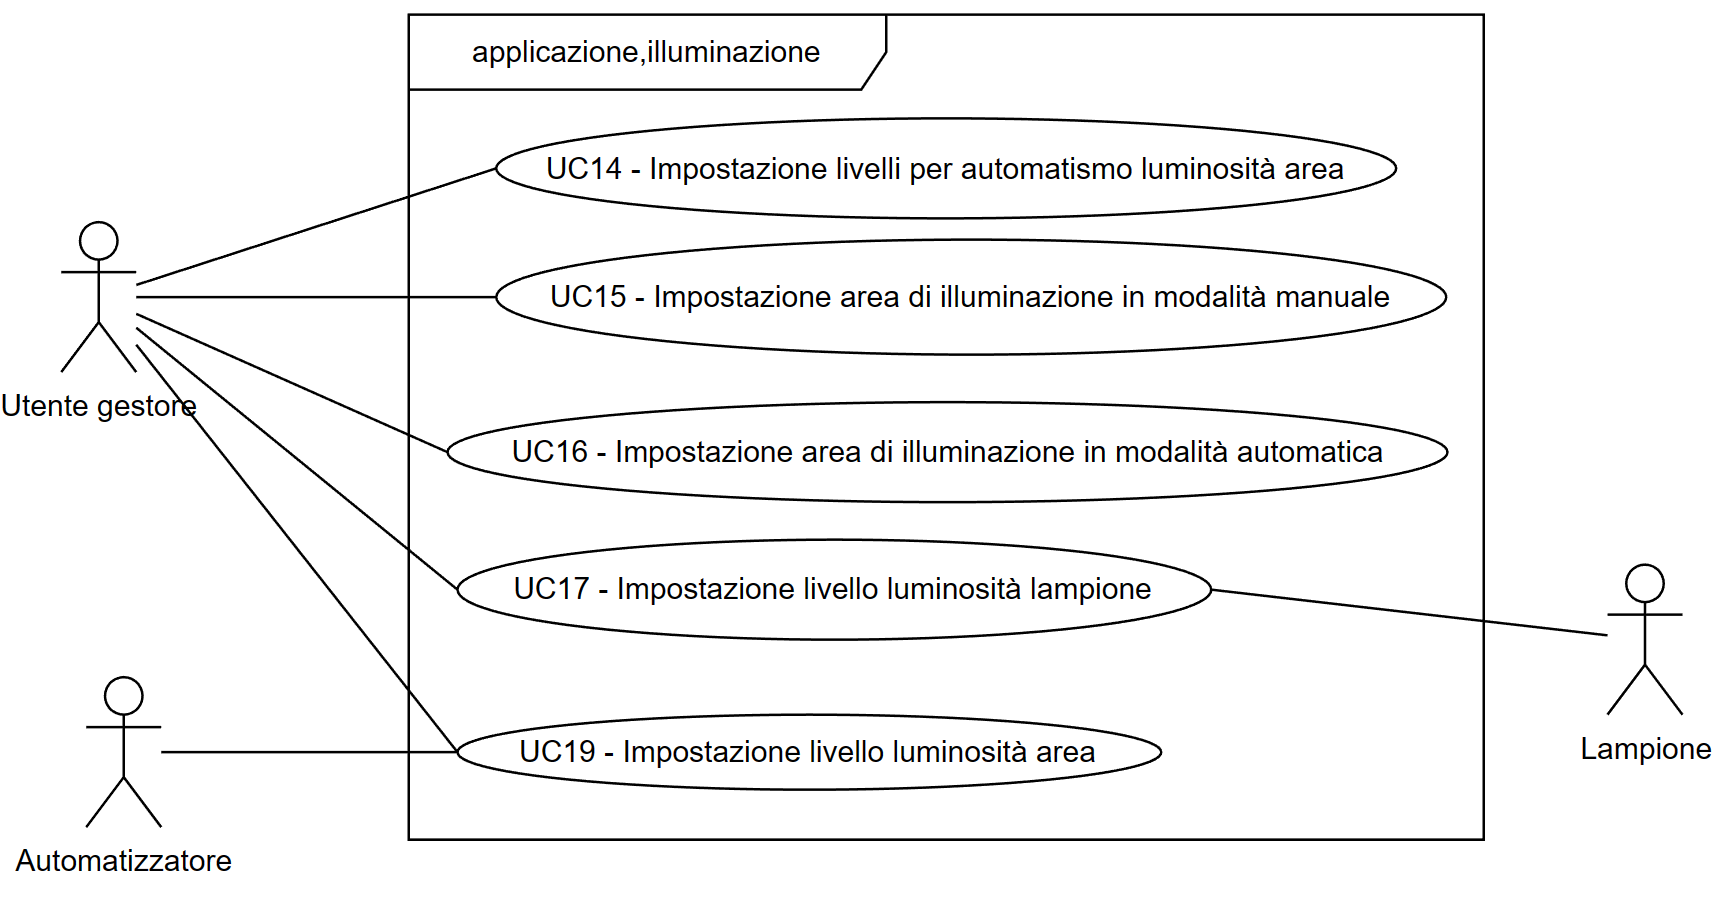 applicazione,illuminazione
UC14 - Impostazione livelli per automatismo luminosità area
UC15 - Impostazione area di illuminazione in modalità manuale
Utente gestore
UC16 - Impostazione area di illuminazione in modalità automatica
UC17 - Impostazione livello luminosità lampione
UC19 - Impostazione livello luminosità area
Lampione
Automatizzatore